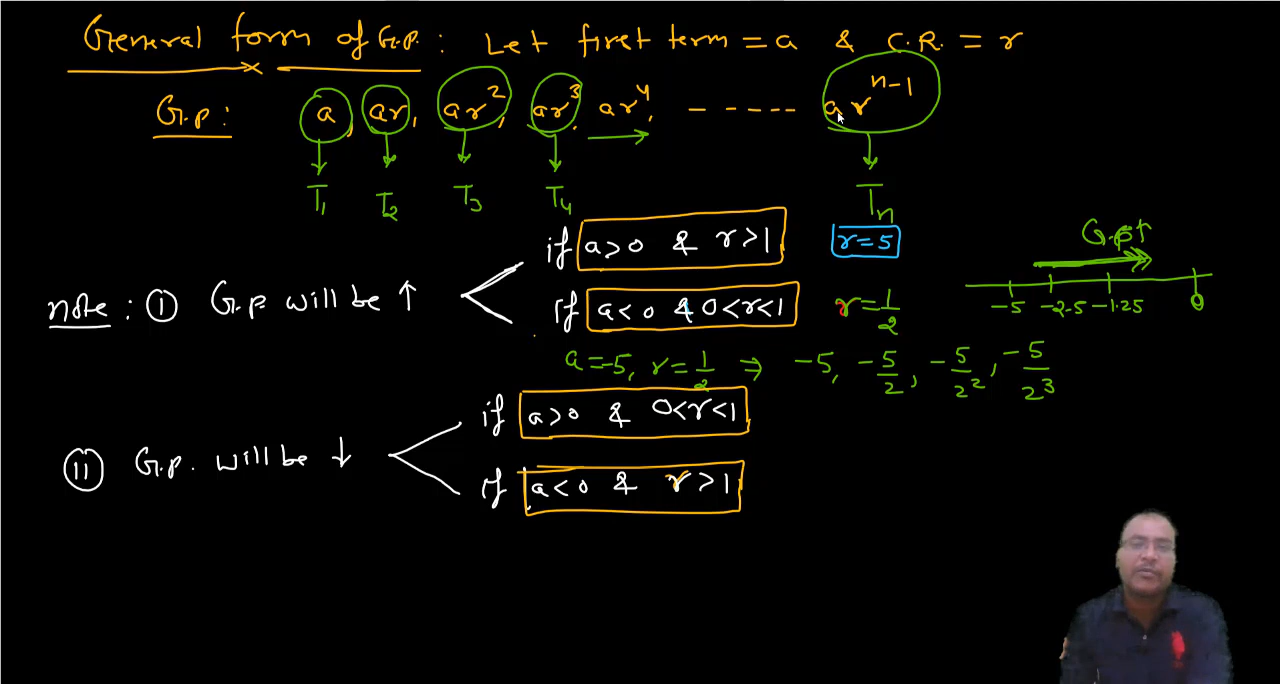 General form of G.P. : Let first term = a & C.R. = r
G.p : a, ar, ar², ar³, ar⁴, ----- arⁿ⁻¹
T₁ T₂ T₃ T₄ Tₙ
if a>0 & r>1 r=5 G.p↑
note : ① G.p will be ↑
if a<0 & 0<r<1 r=1/2 -5 -2.5 -1.25 0
a=-5, r=1/2 ⇒ -5, -5/2, -5/2², -5/2³
if a>0 & 0<r<1
ⅱ G.p. will be ↓
if a<0 & r>1